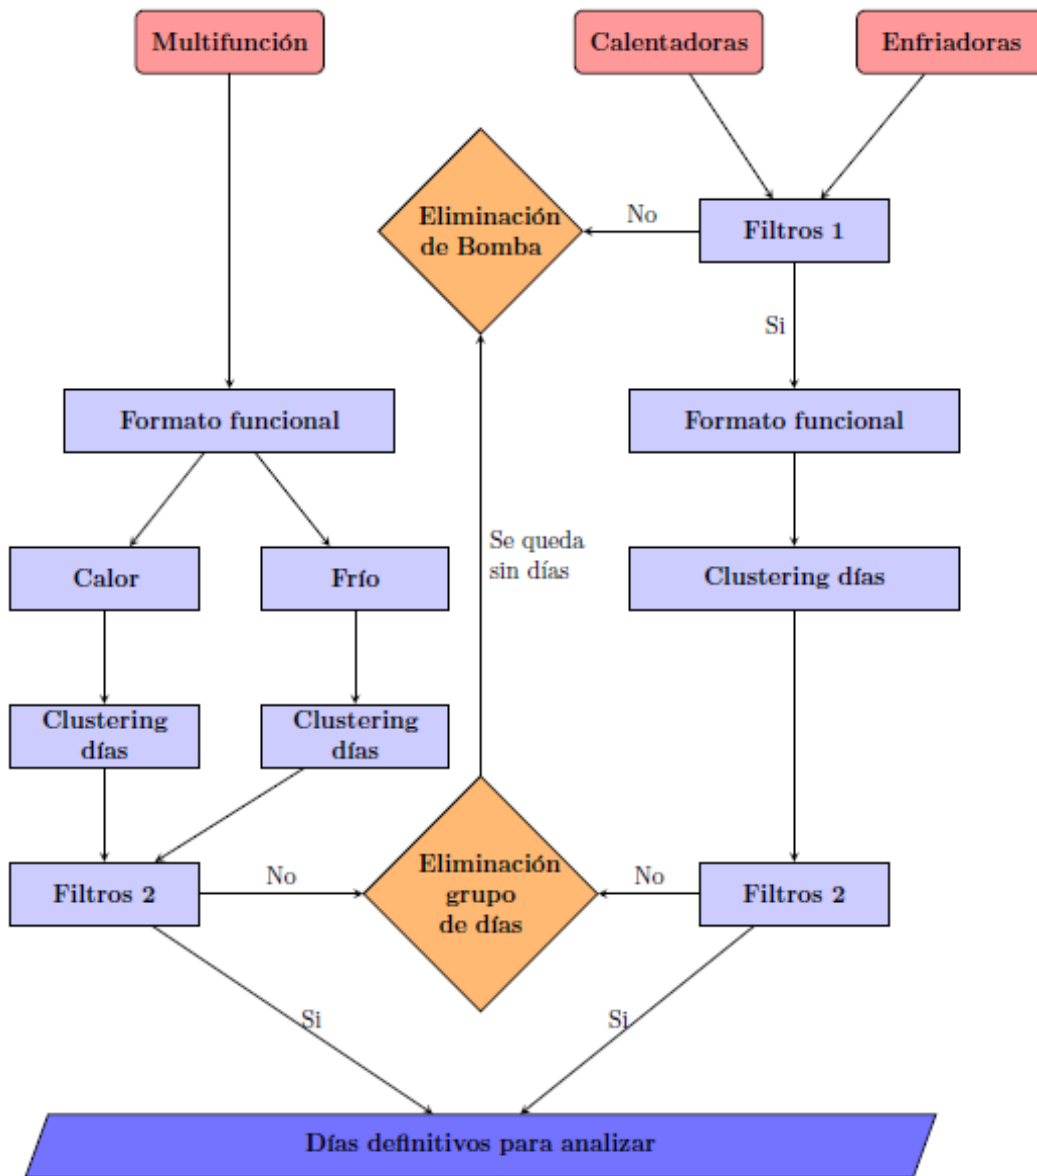 Multifunción
Calentadoras
Enfriadoras
Eliminación
de Bomba
No
Filtros 1
Si
Formato funcional
Formato funcional
Se queda
sin días
Calor
Frío
Clustering días
Clustering
días
Clustering
días
Filtros 2
No
Eliminación
grupo
de días
No
Filtros 2
Si
Si
Días definitivos para analizar